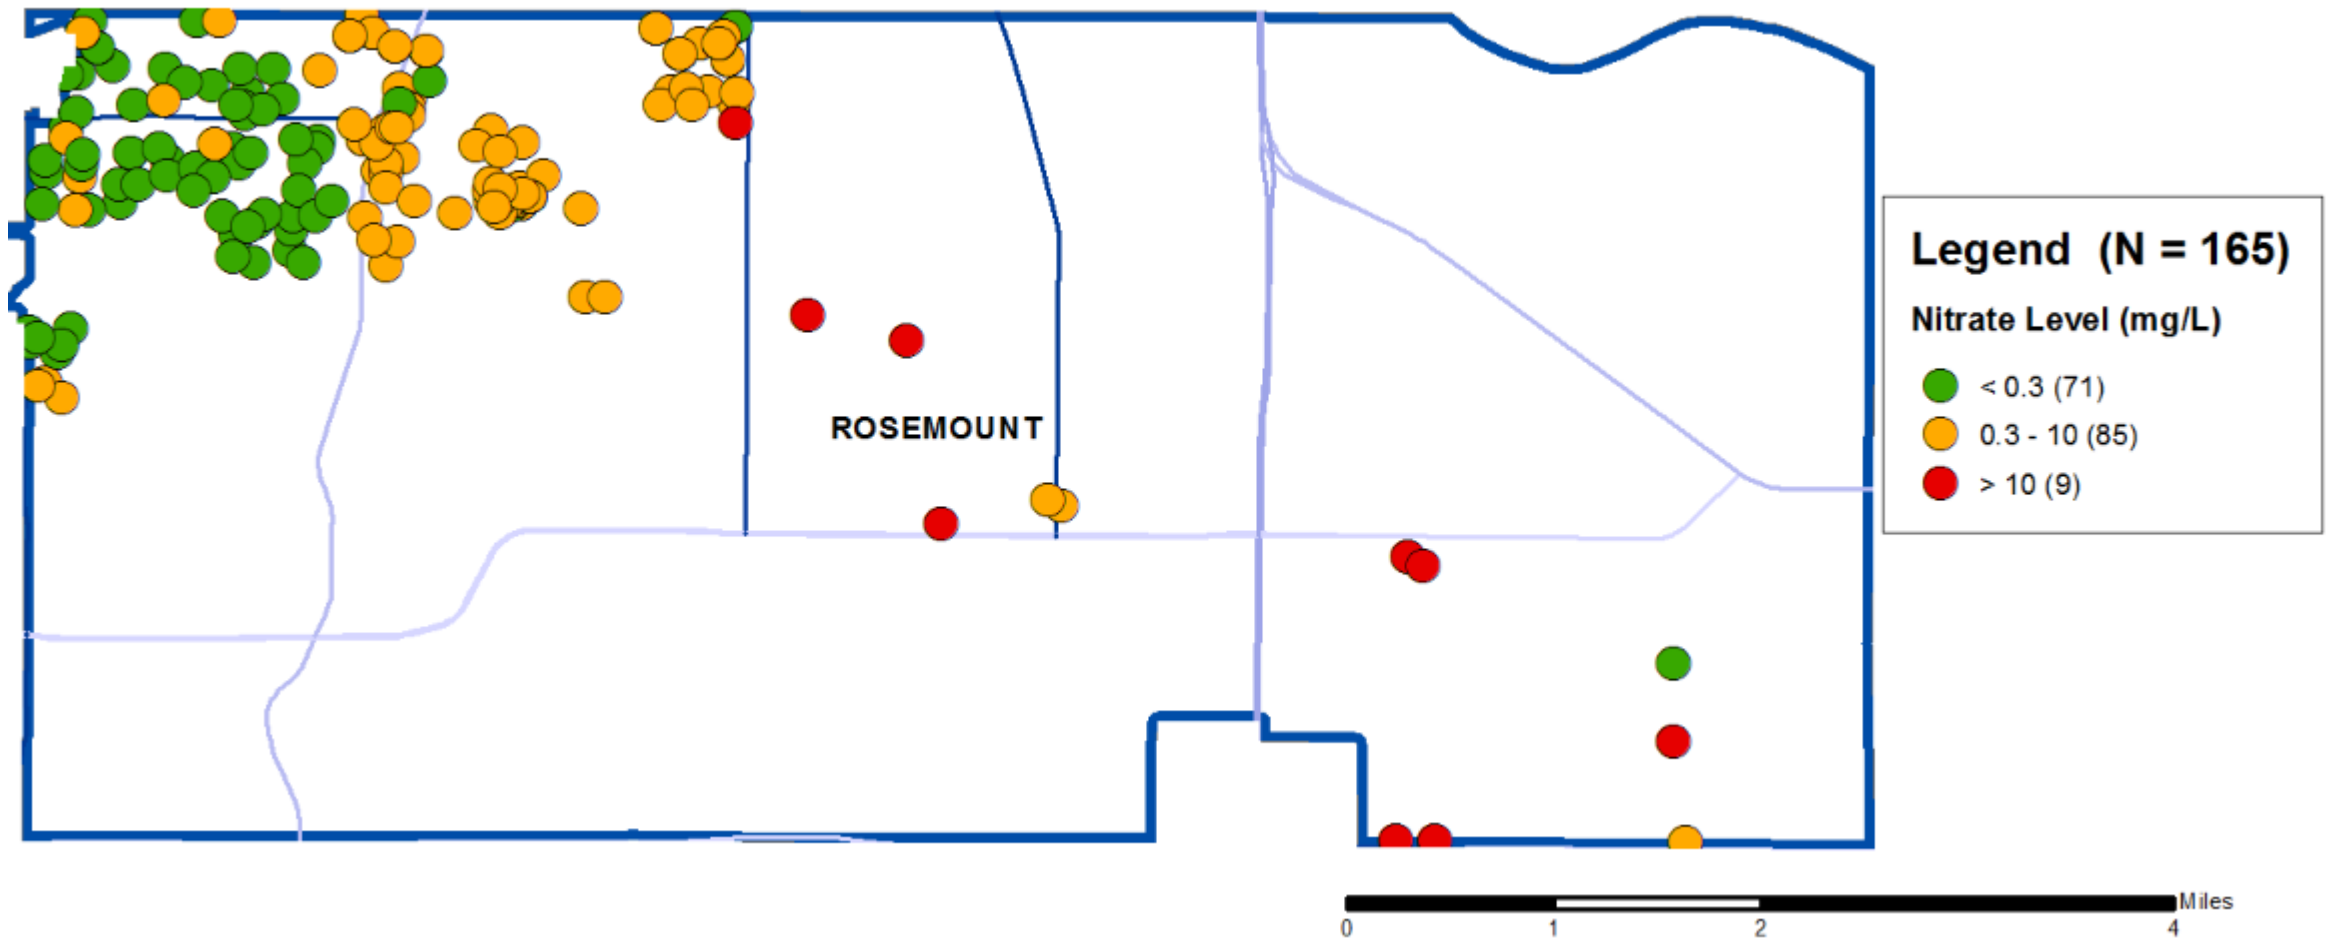 Legend (N = 165)
Nitrate Level (mg/L)
< 0.3 (71)
0.3 - 10 (85)
> 10 (9)
ROSEMOUNT
Miles
0 1 2 4